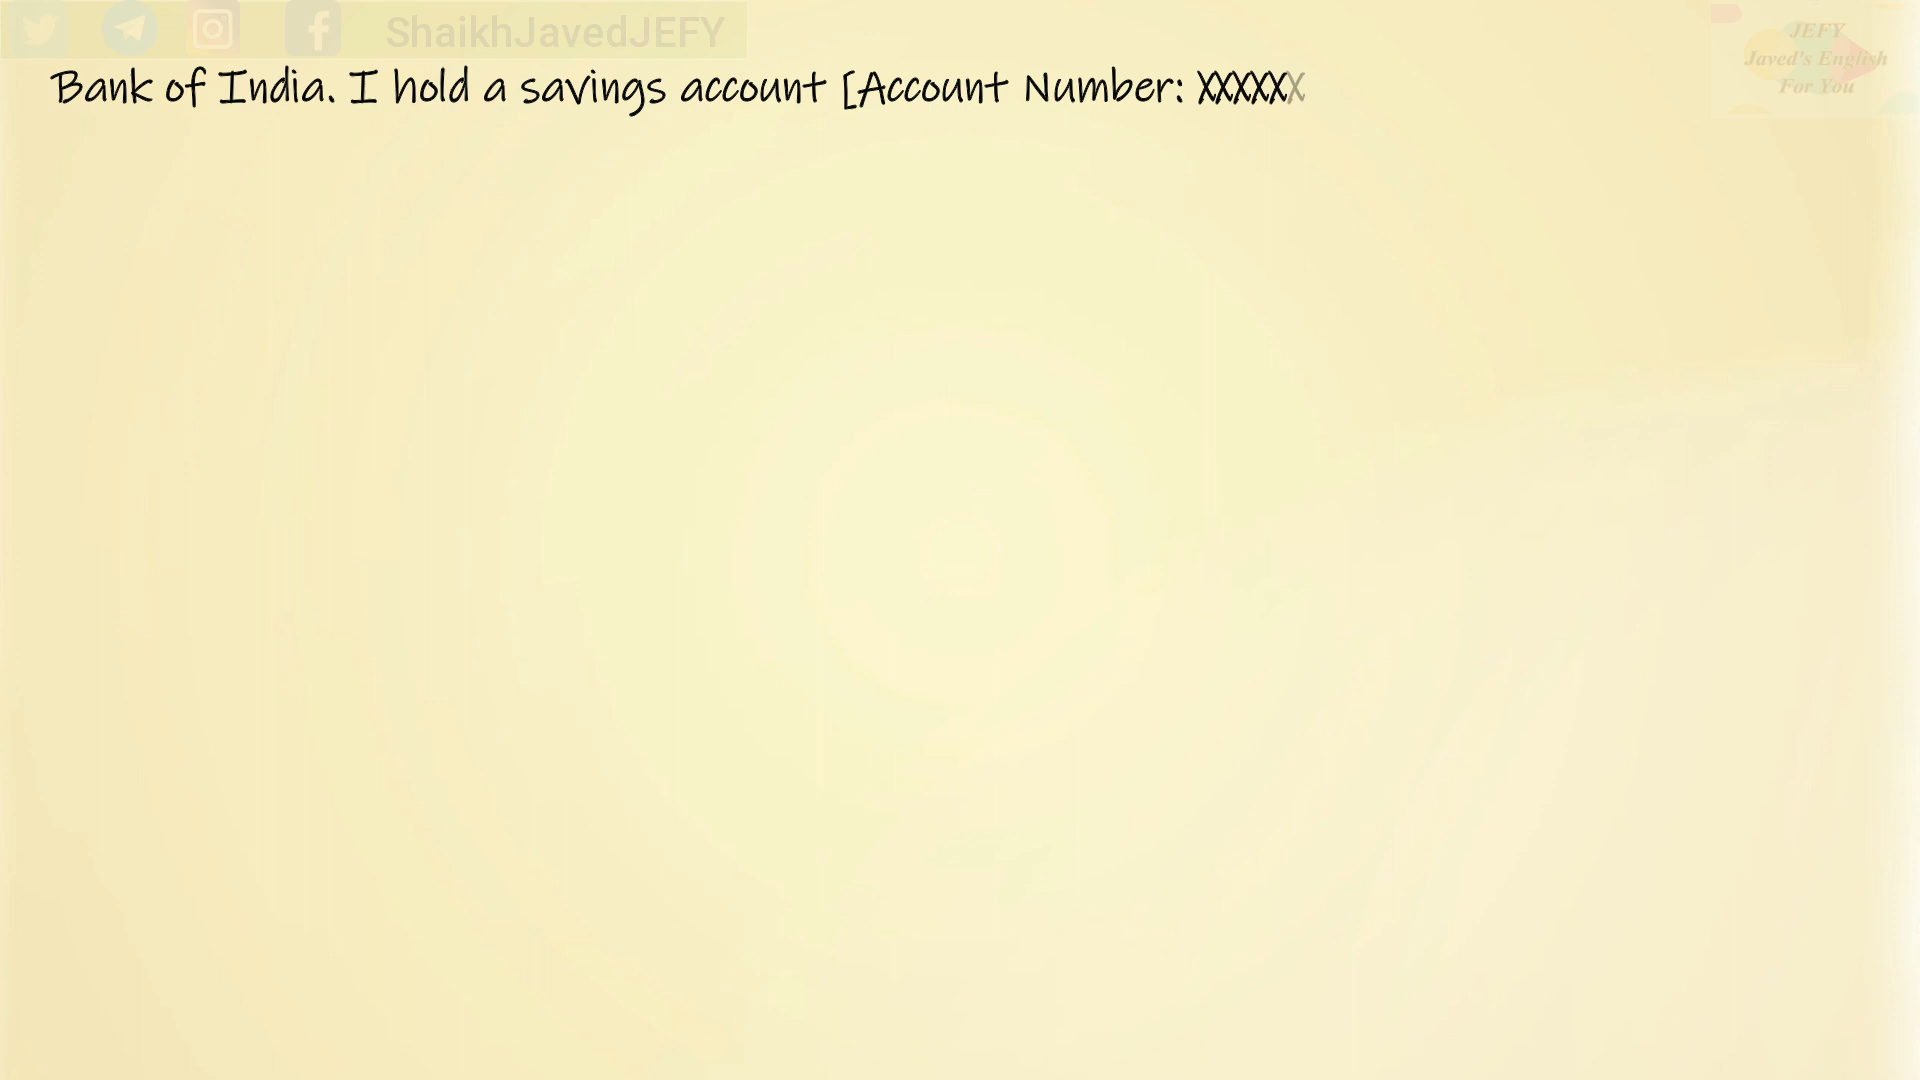 ShaikhJavedJEFY
JEFY
Javed's English
For You
Bank of India. I hold a savings account [Account Number: XXXXXX